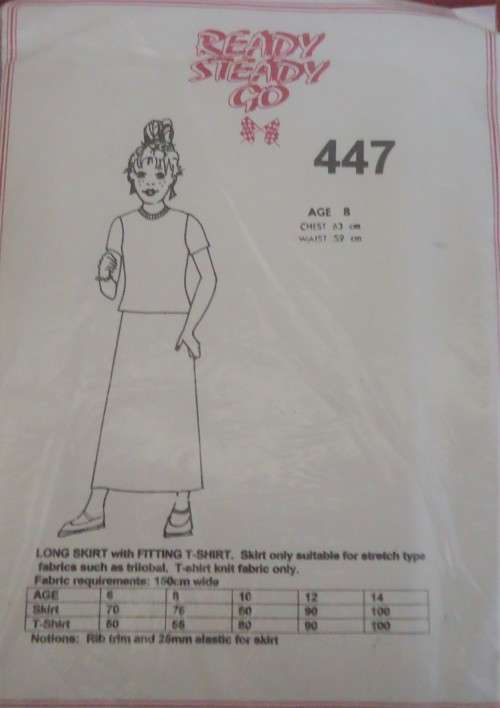 READY
STEADY
GO
447
AGE 8
CHEST 63 cm
WAIST 59 cm
LONG SKIRT with FITTING T-SHIRT. Skirt only suitable for stretch type
fabrics such as trilobal. T-shirt knit fabric only.
Fabric requirements: 150cm wide
AGE 6 8 10 12 14
Skirt 70 75 80 90 100
T-Shirt 60 80 90 100
Notions: Rib trim and 25mm elastic for skirt